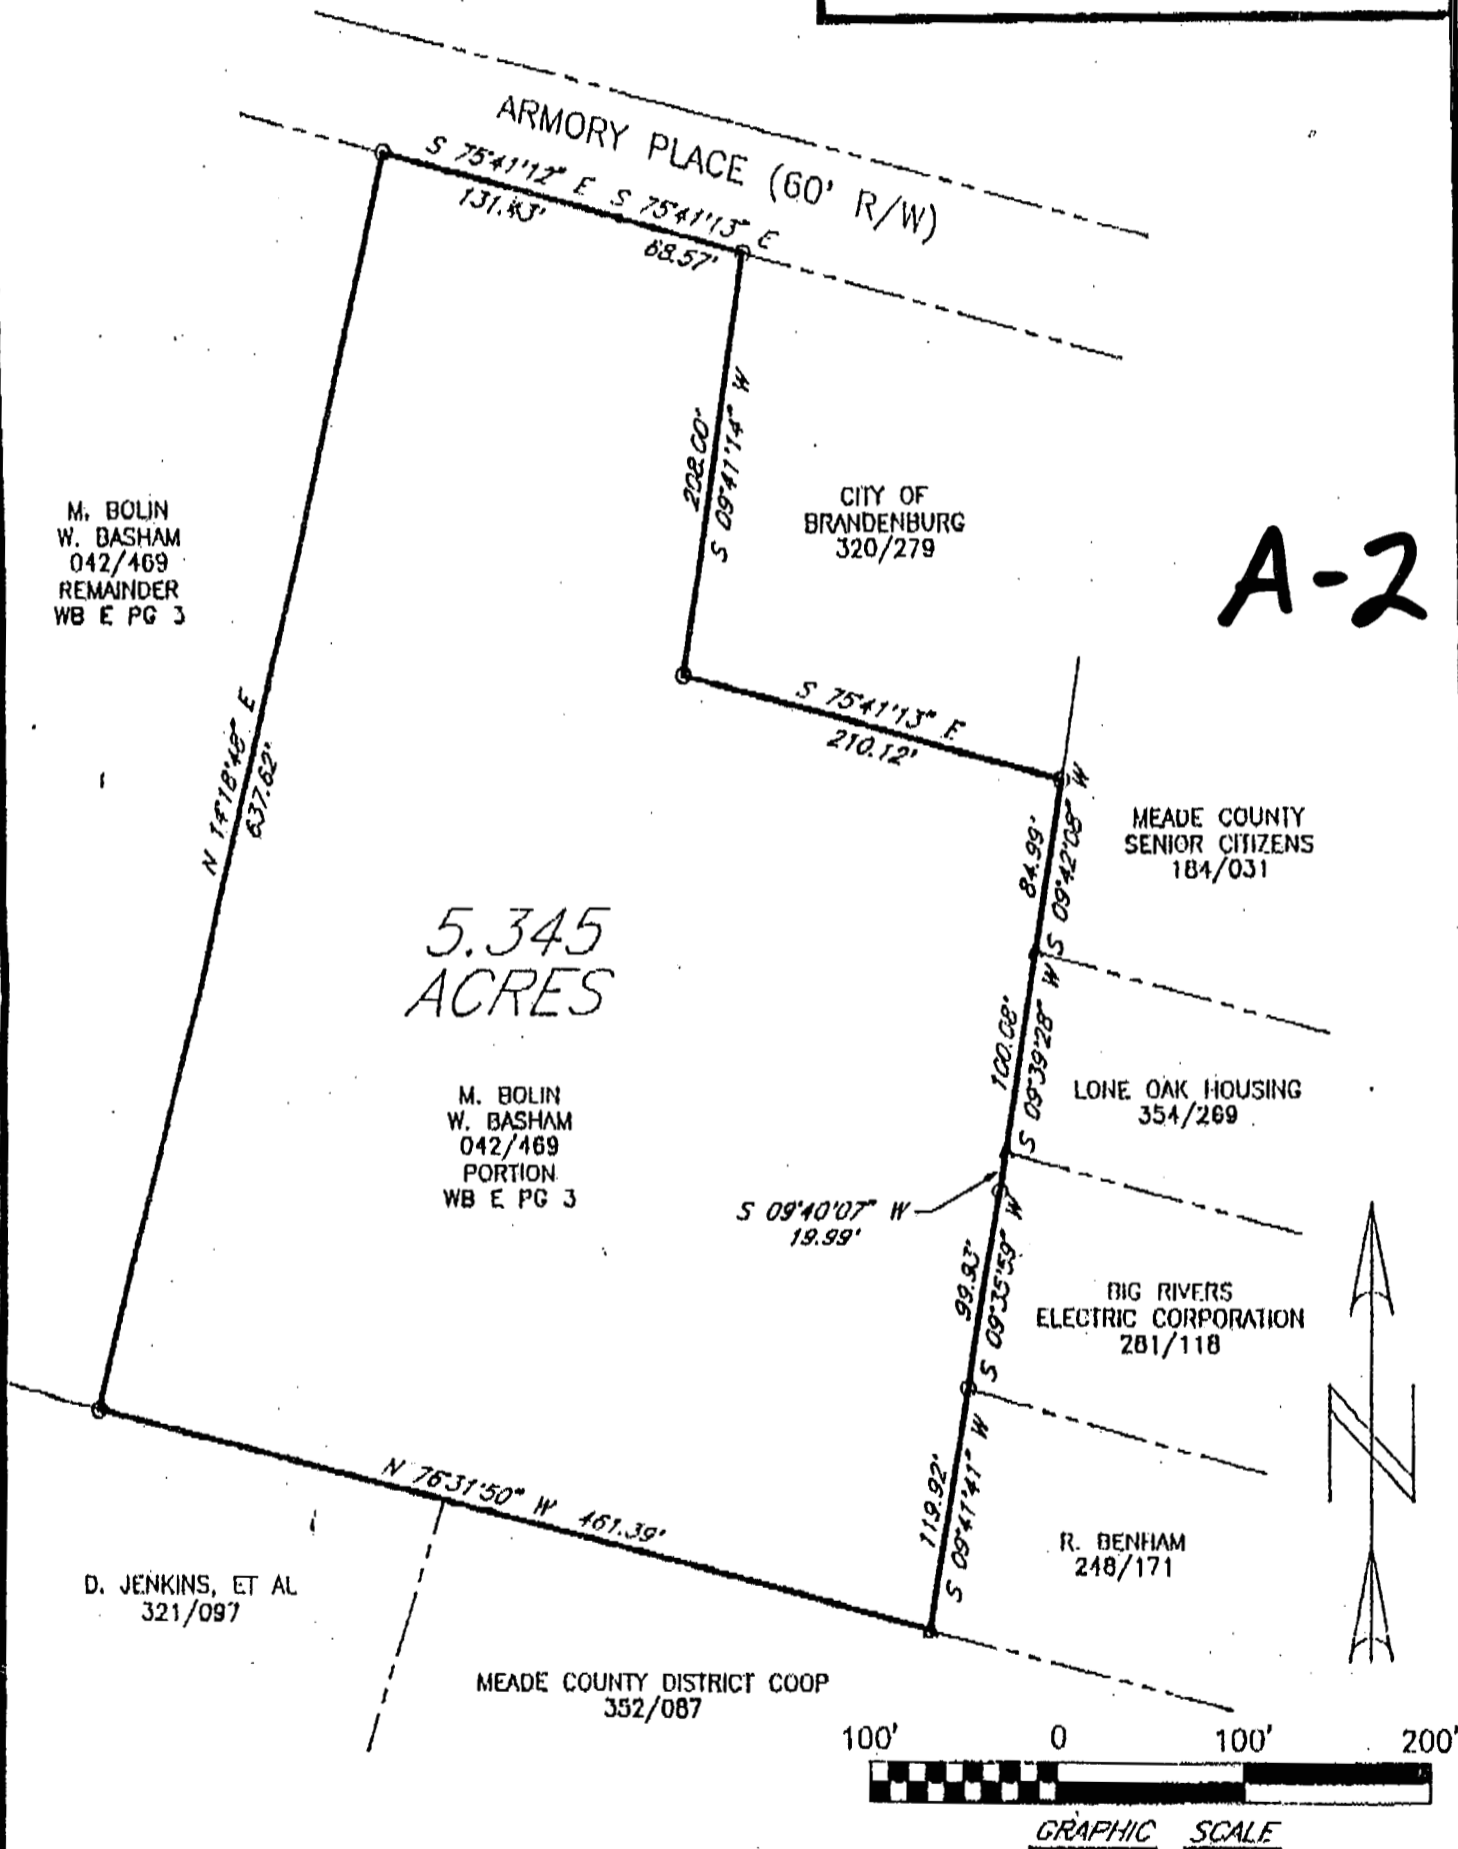 ARMORY PLACE (60' R/W)
S 75°41'12" E
131.43'
S 75°41'13" E
68.57'
208.00'
S 09°41'14" W
M. BOLIN
W. BASHAM
042/469
REMAINDER
WB E PG 3
CITY OF
BRANDENBURG
320/279
A-2
N 14°18'48" E
637.62'
S 75°41'13" E
210.12'
84.99'
S 09°42'08" W
MEADE COUNTY
SENIOR CITIZENS
184/031
5.345
ACRES
100.08'
S 09°39'28" W
LONE OAK HOUSING
354/269
M. BOLIN
W. BASHAM
042/469
PORTION
WB E PG 3
S 09°40'07" W
19.99'
99.93'
S 09°35'59" W
BIG RIVERS
ELECTRIC CORPORATION
281/118
N
N 76°31'50" W 461.39'
119.92'
S 09°41'41" W
R. BENHAM
248/171
D. JENKINS, ET AL
321/097
MEADE COUNTY DISTRICT COOP
352/087
100' 0 100' 200'
GRAPHIC SCALE